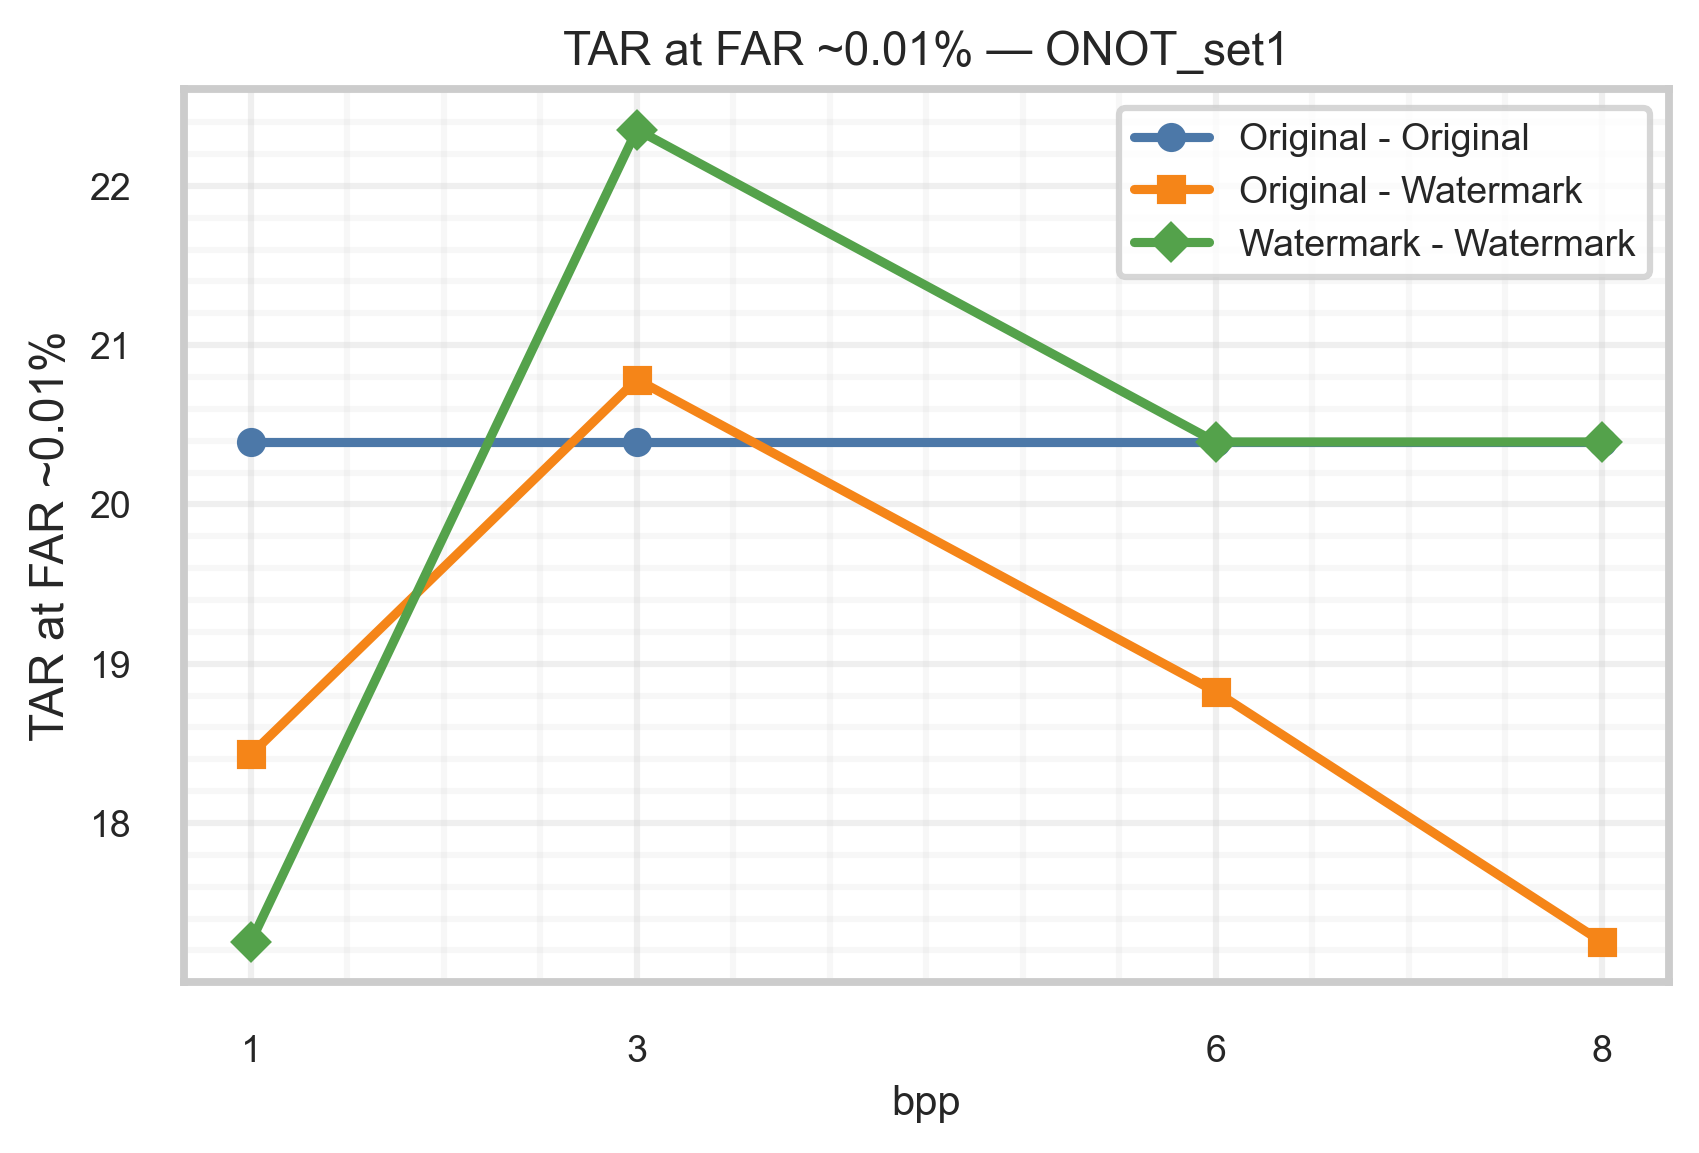 TAR at FAR ~0.01% — ONOT_set1
Original - Original
Original - Watermark
Watermark - Watermark
TAR at FAR ~0.01%
22
21
20
19
18
1 3 6 8
bpp